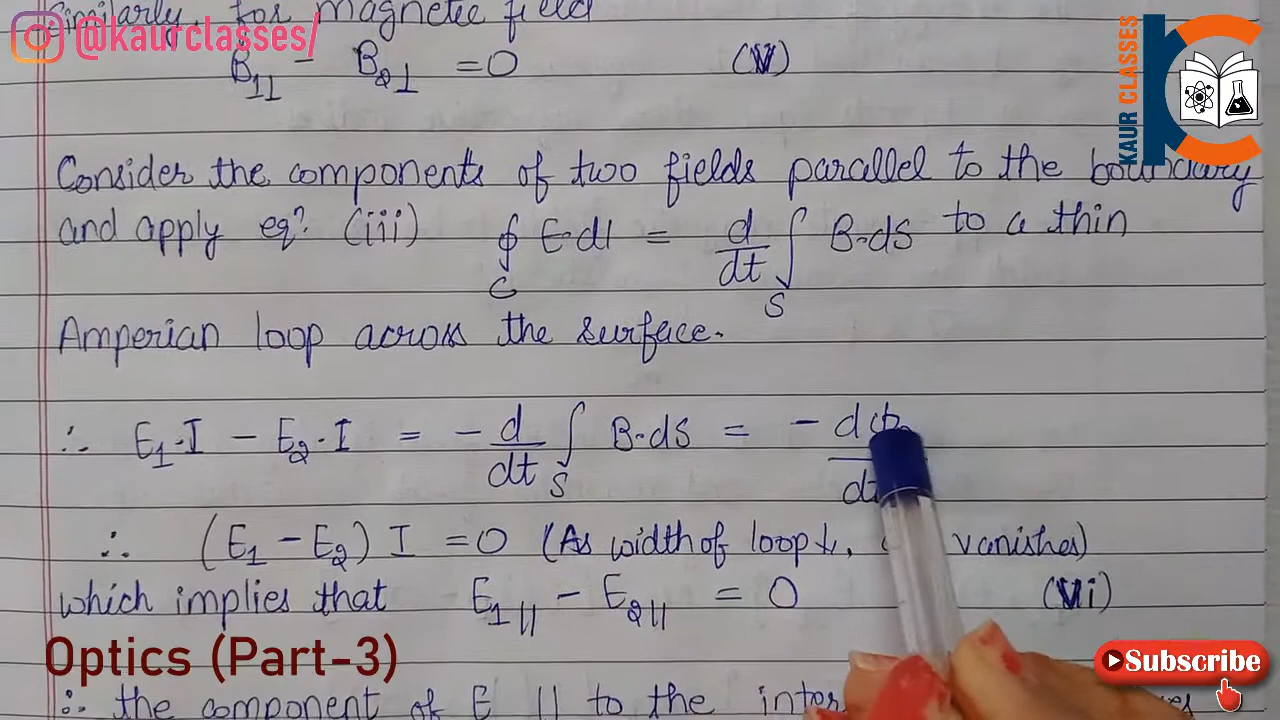 Similarly, for magnetic field
@kaurclasses/
B1⊥ - B2⊥ = 0 (V)
KAUR CLASSES
Consider the components of two fields parallel to the boundary
and apply eqn (iii) ∮C E·dl = d/dt ∫S B·ds to a thin
Amperian loop across the surface.
∴ E1·I - E2·I = -d/dt ∫S B·ds = -dφ/dt
∴ (E1 - E2) I = 0 (As width of loop ↓, vanishes)
which implies that E1|| - E2|| = 0 (Vi)
Optics (Part-3)
Subscribe
∴ the component of E || to the